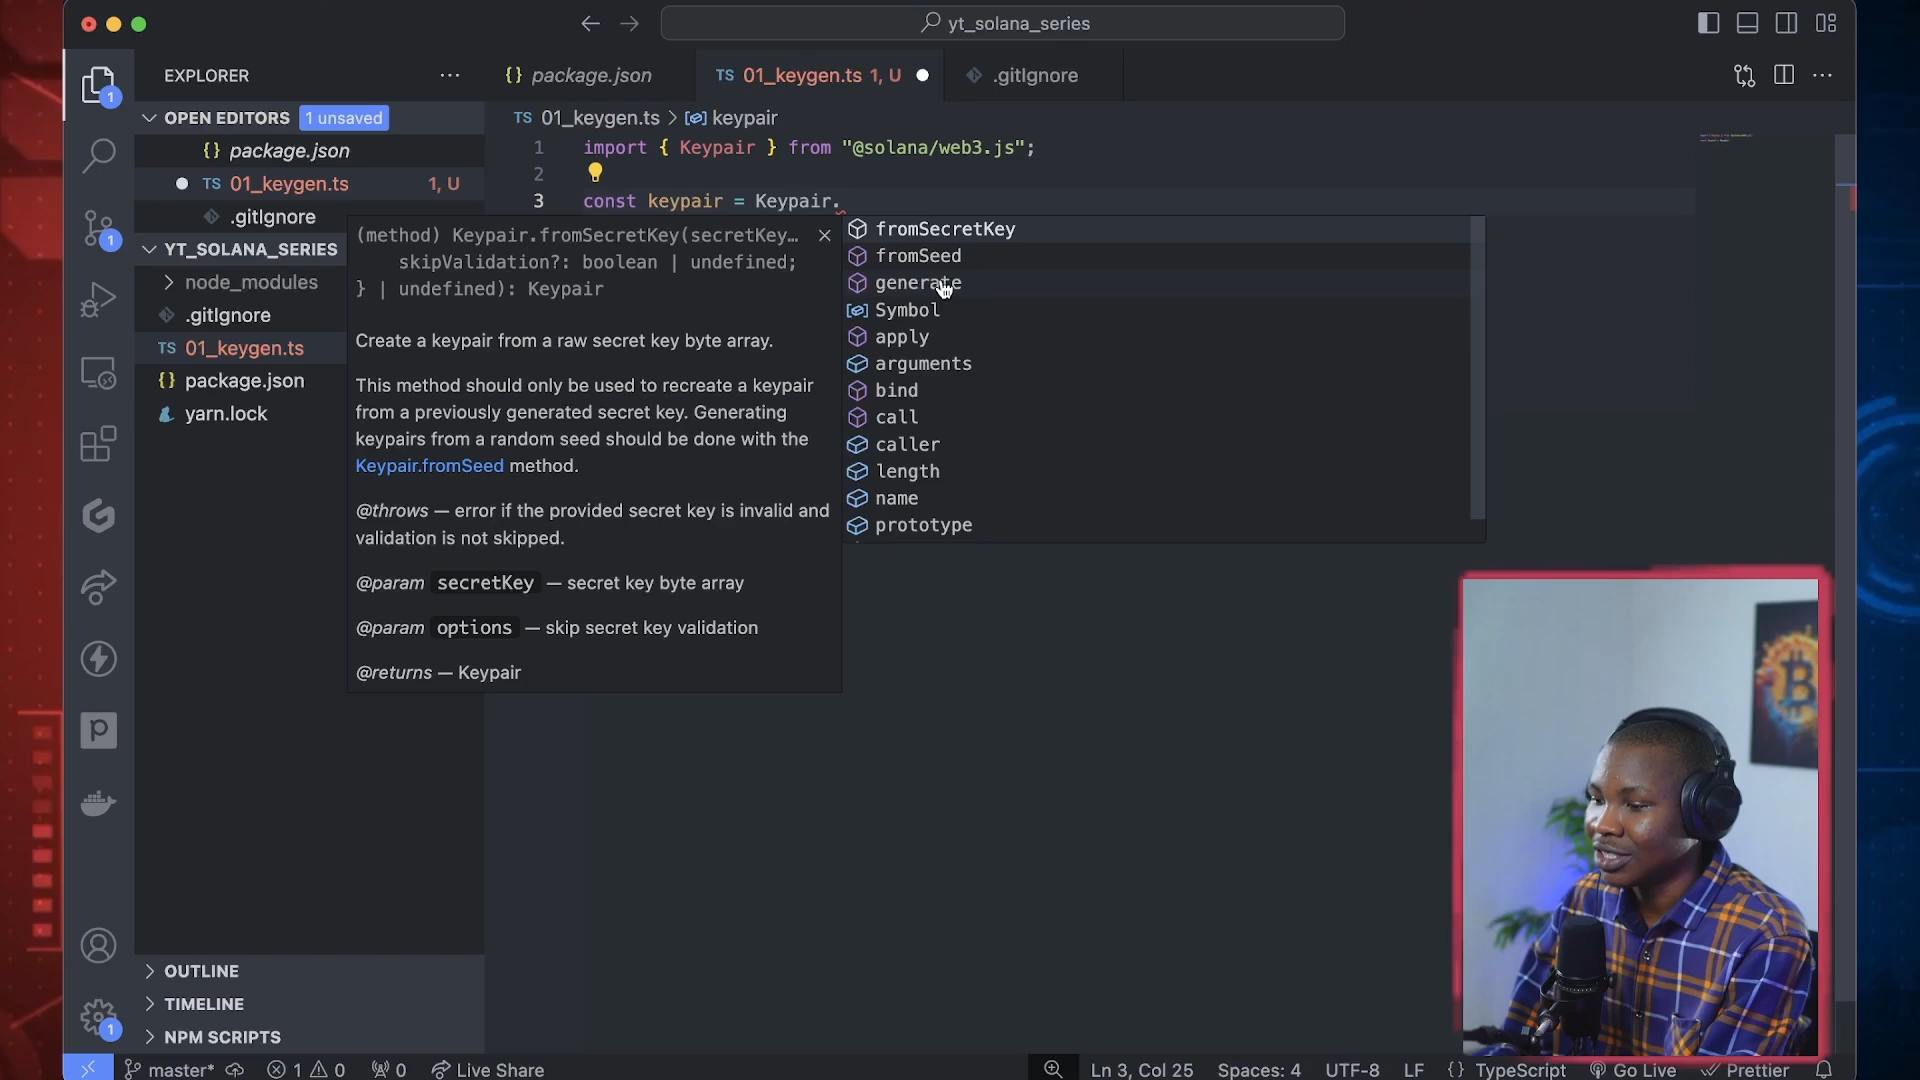 yt_solana_series
EXPLORER
{} package.json
TS 01_keygen.ts 1, U
.gitIgnore
OPEN EDITORS 1 unsaved
{} package.json
TS 01_keygen.ts 1, U
.gitIgnore
YT_SOLANA_SERIES
node_modules
.gitIgnore
TS 01_keygen.ts
{} package.json
yarn.lock
OUTLINE
TIMELINE
NPM SCRIPTS
TS 01_keygen.ts > keypair
1 import { Keypair } from "@solana/web3.js";
2
3 const keypair = Keypair.
(method) Keypair.fromSecretKey(secretKey…
skipValidation?: boolean | undefined;
} | undefined): Keypair
Create a keypair from a raw secret key byte array.
This method should only be used to recreate a keypair
from a previously generated secret key. Generating
keypairs from a random seed should be done with the
Keypair.fromSeed method.
@throws — error if the provided secret key is invalid and
validation is not skipped.
@param secretKey — secret key byte array
@param options — skip secret key validation
@returns — Keypair
fromSecretKey
fromSeed
generate
Symbol
apply
arguments
bind
call
caller
length
name
prototype
1
1
1
master* 1 0 0 Live Share
Ln 3, Col 25 Spaces: 4 UTF-8 LF {} TypeScript Go Live Prettier